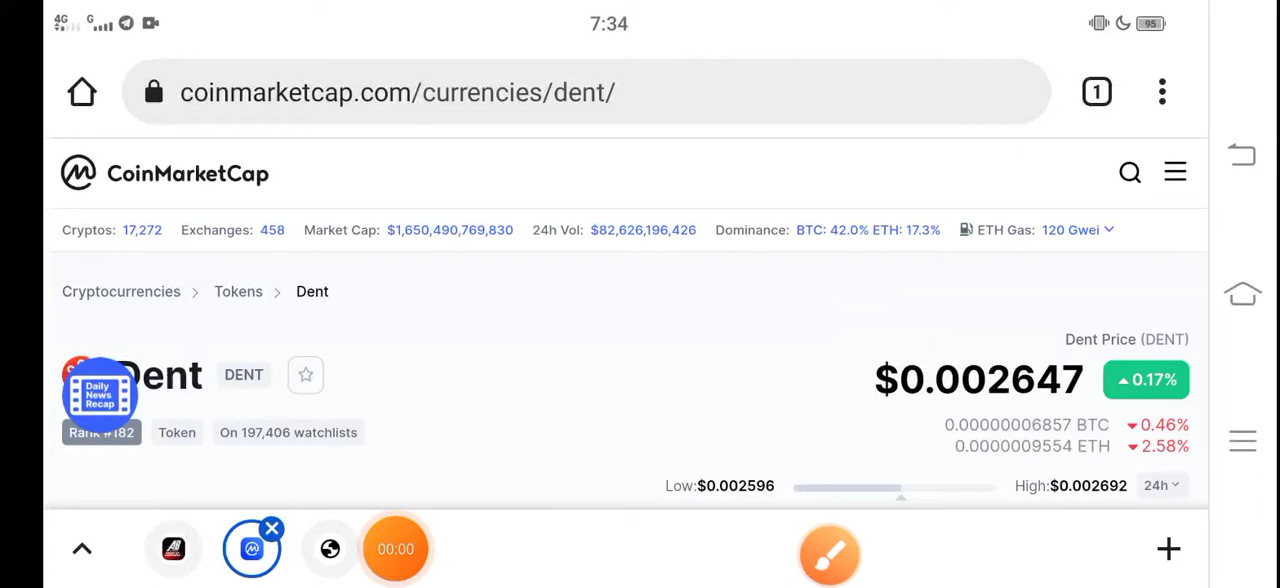 4G G 7:34 95
coinmarketcap.com/currencies/dent/ 1
CoinMarketCap
Cryptos: 17,272 Exchanges: 458 Market Cap: $1,650,490,769,830 24h Vol: $82,626,196,426 Dominance: BTC: 42.0% ETH: 17.3% ETH Gas: 120 Gwei
Cryptocurrencies > Tokens > Dent
Dent Price (DENT)
Dent DENT $0.002647 0.17%
Daily
News
Recap
Rank #182 Token On 197,406 watchlists
0.00000006857 BTC 0.46%
0.0000009554 ETH 2.58%
Low:$0.002596 High:$0.002692 24h
00:00